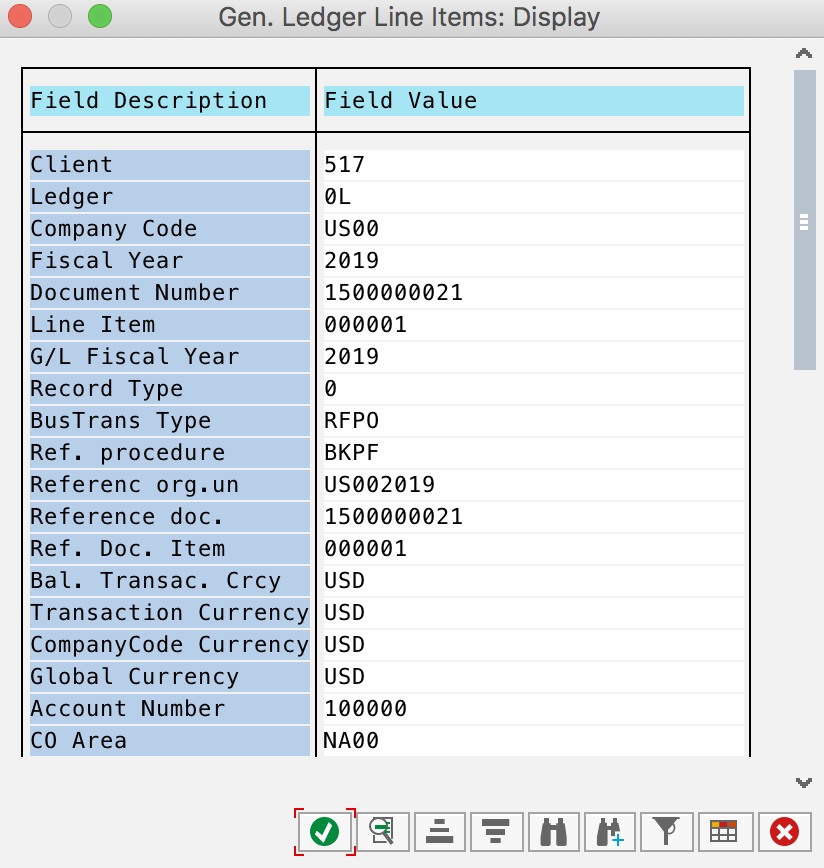 Gen. Ledger Line Items: Display
Field Description Field Value
Client 517
Ledger 0L
Company Code US00
Fiscal Year 2019
Document Number 1500000021
Line Item 000001
G/L Fiscal Year 2019
Record Type 0
BusTrans Type RFPO
Ref. procedure BKPF
Referenc org.un US002019
Reference doc. 1500000021
Ref. Doc. Item 000001
Bal. Transac. Crcy USD
Transaction Currency USD
CompanyCode Currency USD
Global Currency USD
Account Number 100000
CO Area NA00